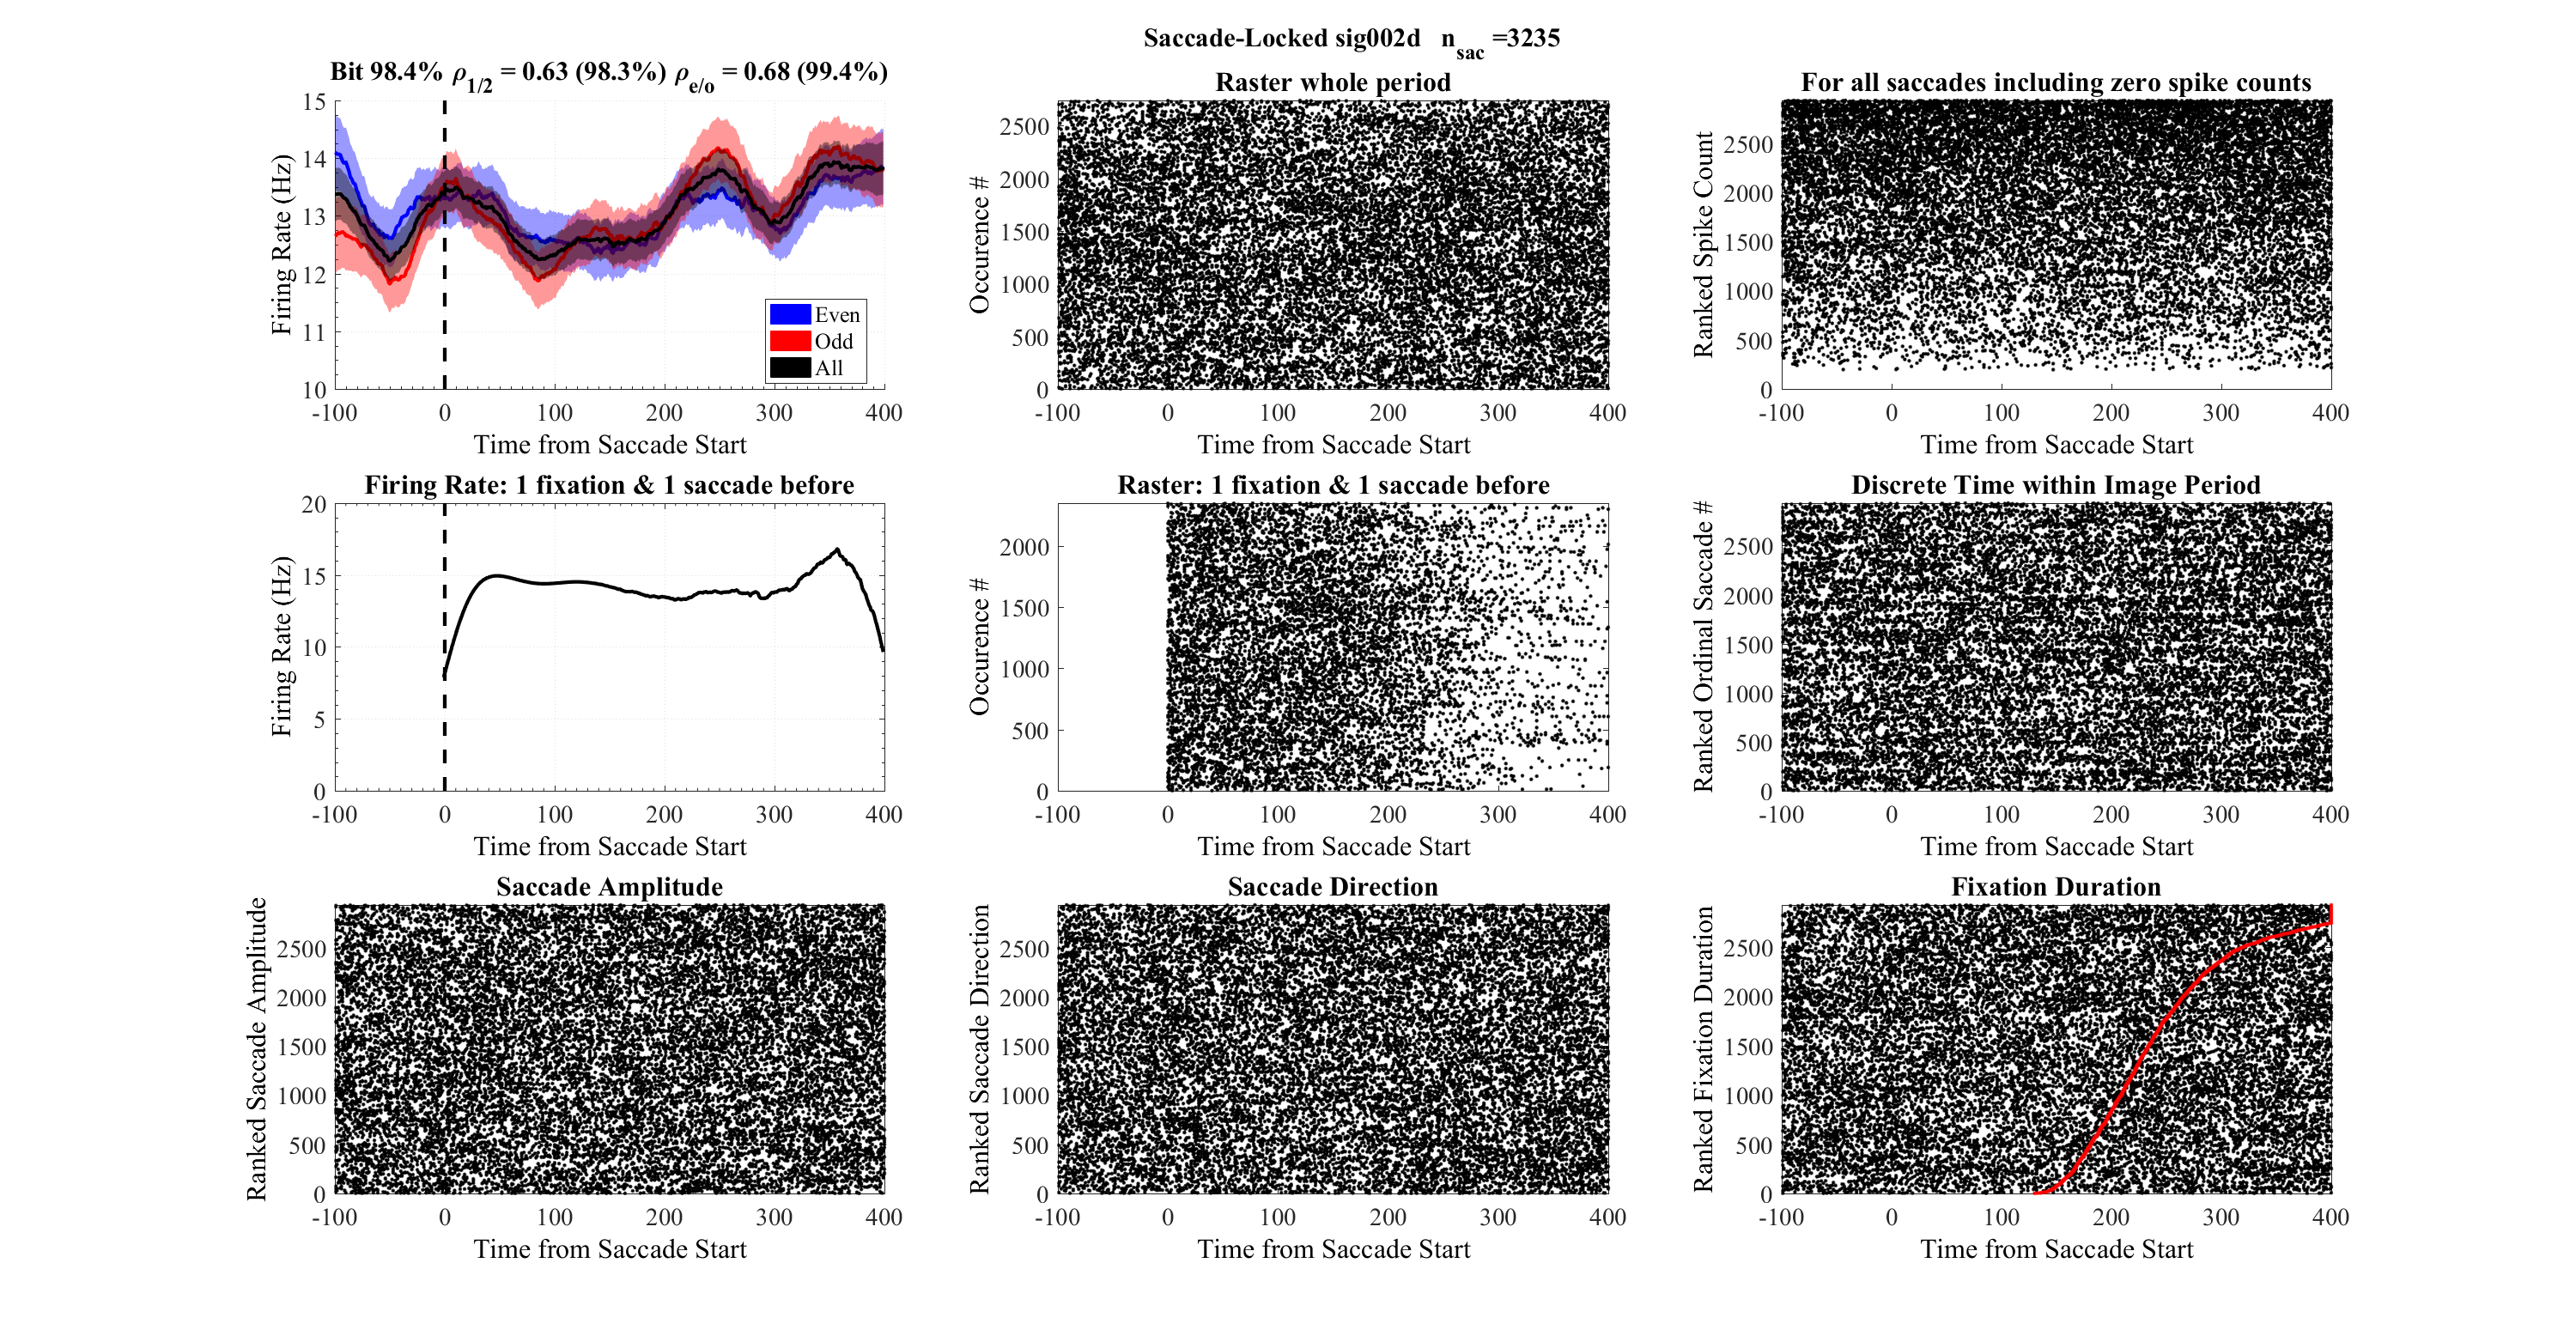 Saccade-Locked sig002d n_sac =3235
Bit 98.4% ρ_1/2 = 0.63 (98.3%) ρ_e/o = 0.68 (99.4%)
15
14
13
12
11
10
Firing Rate (Hz)
Even
Odd
All
-100 0 100 200 300 400
Time from Saccade Start
Raster whole period
2500
2000
1500
1000
500
0
Occurence #
-100 0 100 200 300 400
Time from Saccade Start
For all saccades including zero spike counts
2500
2000
1500
1000
500
0
Ranked Spike Count
-100 0 100 200 300 400
Time from Saccade Start
Firing Rate: 1 fixation & 1 saccade before
20
15
10
5
0
Firing Rate (Hz)
-100 0 100 200 300 400
Time from Saccade Start
Raster: 1 fixation & 1 saccade before
2000
1500
1000
500
0
Occurence #
-100 0 100 200 300 400
Time from Saccade Start
Discrete Time within Image Period
2500
2000
1500
1000
500
0
Ranked Ordinal Saccade #
-100 0 100 200 300 400
Time from Saccade Start
Saccade Amplitude
2500
2000
1500
1000
500
0
Ranked Saccade Amplitude
-100 0 100 200 300 400
Time from Saccade Start
Saccade Direction
2500
2000
1500
1000
500
0
Ranked Saccade Direction
-100 0 100 200 300 400
Time from Saccade Start
Fixation Duration
2500
2000
1500
1000
500
0
Ranked Fixation Duration
-100 0 100 200 300 400
Time from Saccade Start